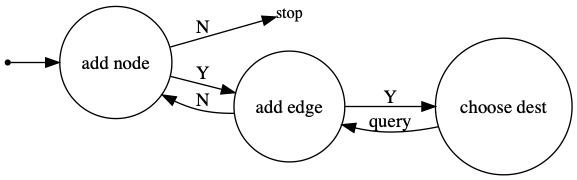 N
stop
add node
Y
N
add edge
Y
query
choose dest